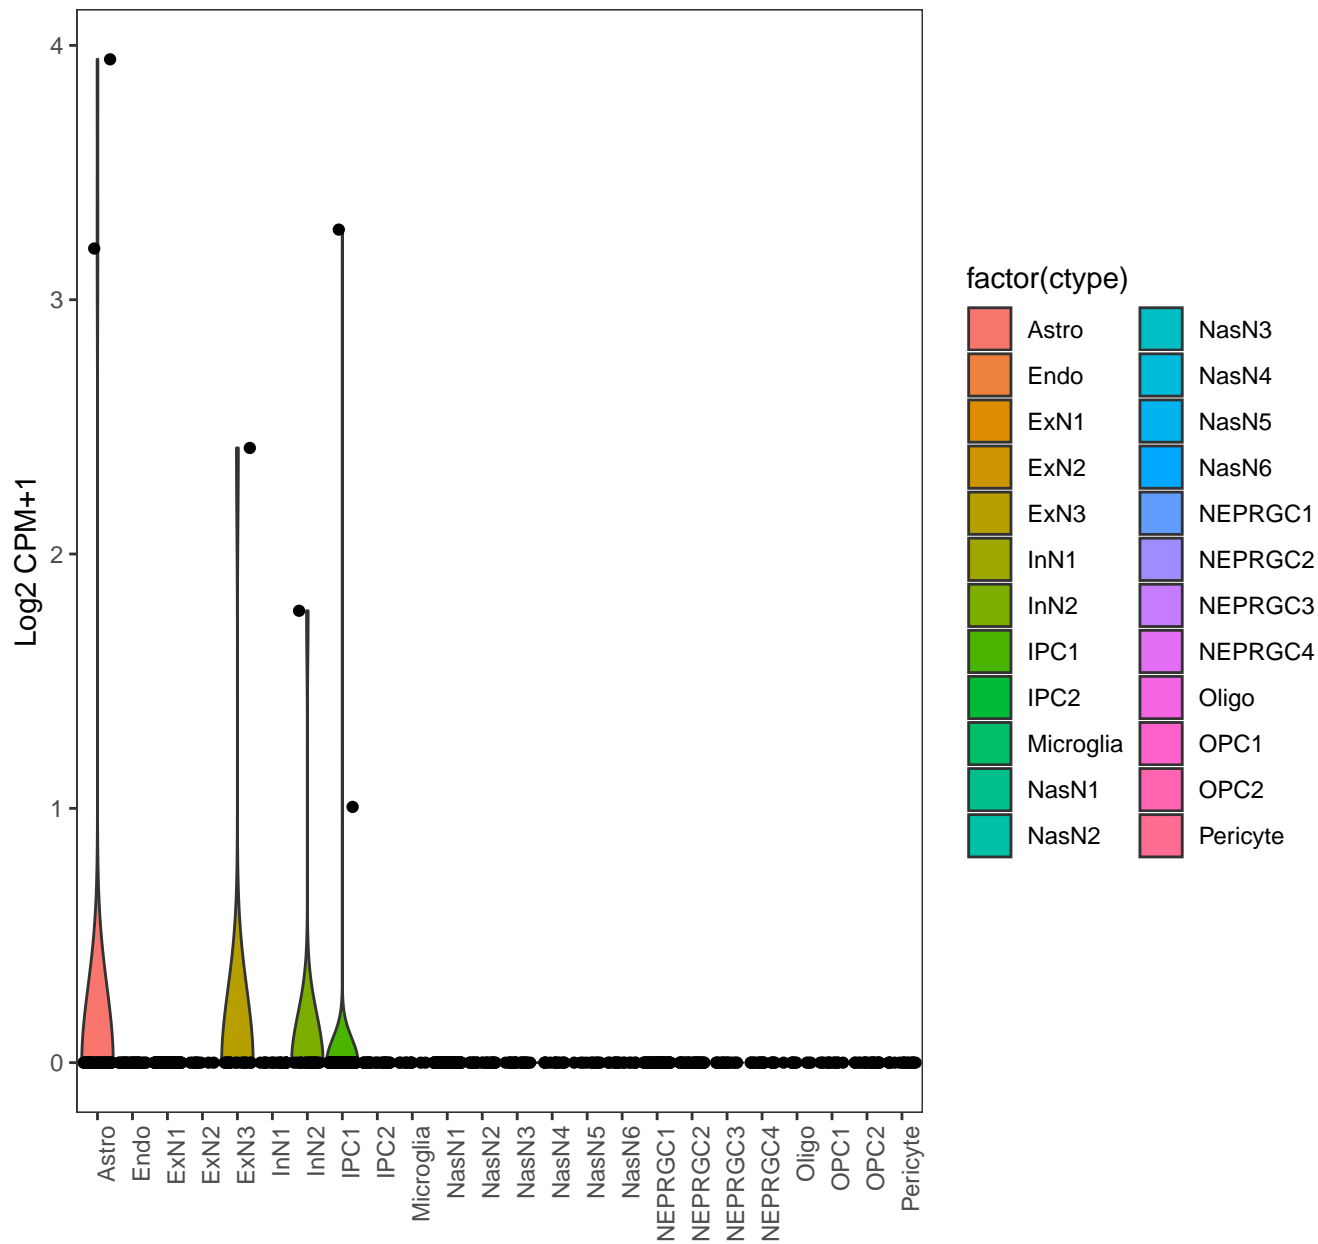 4
3
2
1
0
Log2 CPM+1
Astro
Endo
ExN1
ExN2
ExN3
InN1
InN2
IPC1
IPC2
Microglia
NasN1
NasN2
NasN3
NasN4
NasN5
NasN6
NEPRGC1
NEPRGC2
NEPRGC3
NEPRGC4
Oligo
OPC1
OPC2
Pericyte
factor(ctype)
Astro
Endo
ExN1
ExN2
ExN3
InN1
InN2
IPC1
IPC2
Microglia
NasN1
NasN2
NasN3
NasN4
NasN5
NasN6
NEPRGC1
NEPRGC2
NEPRGC3
NEPRGC4
Oligo
OPC1
OPC2
Pericyte